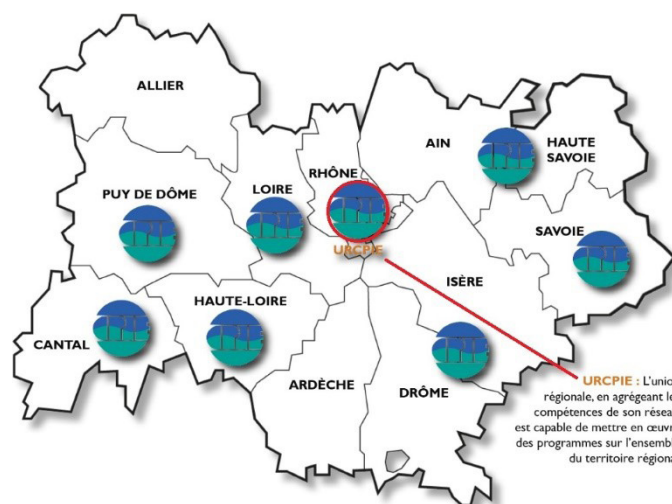 ALLIER
AIN
HAUTE
SAVOIE
RHÔNE
PUY DE DÔME
LOIRE
SAVOIE
URCPIE
ISÈRE
HAUTE-LOIRE
CANTAL
ARDÈCHE
DRÔME
URCPIE : L'unio
régionale, en agrégeant le
compétences de son résea
est capable de mettre en œuvr
des programmes sur l'ensembl
du territoire régiona